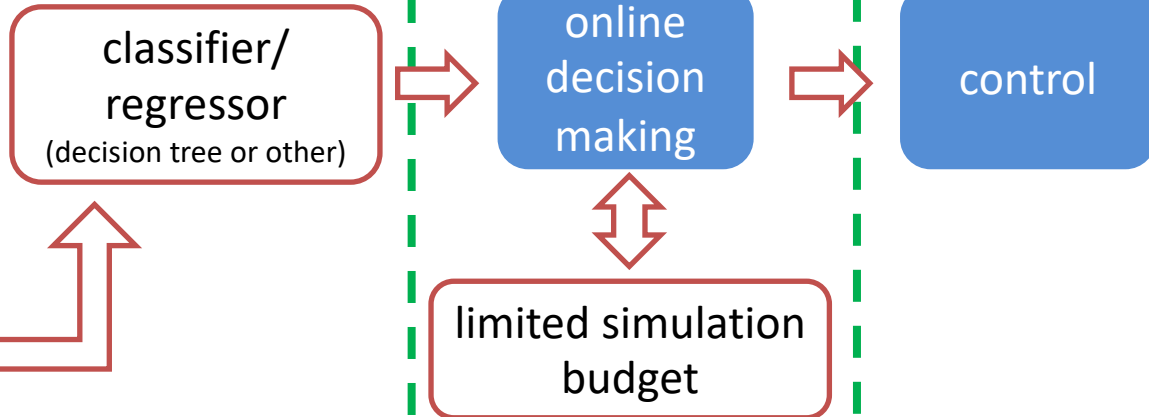 classifier/
regressor
(decision tree or other)
online
decision
making
control
limited simulation
budget